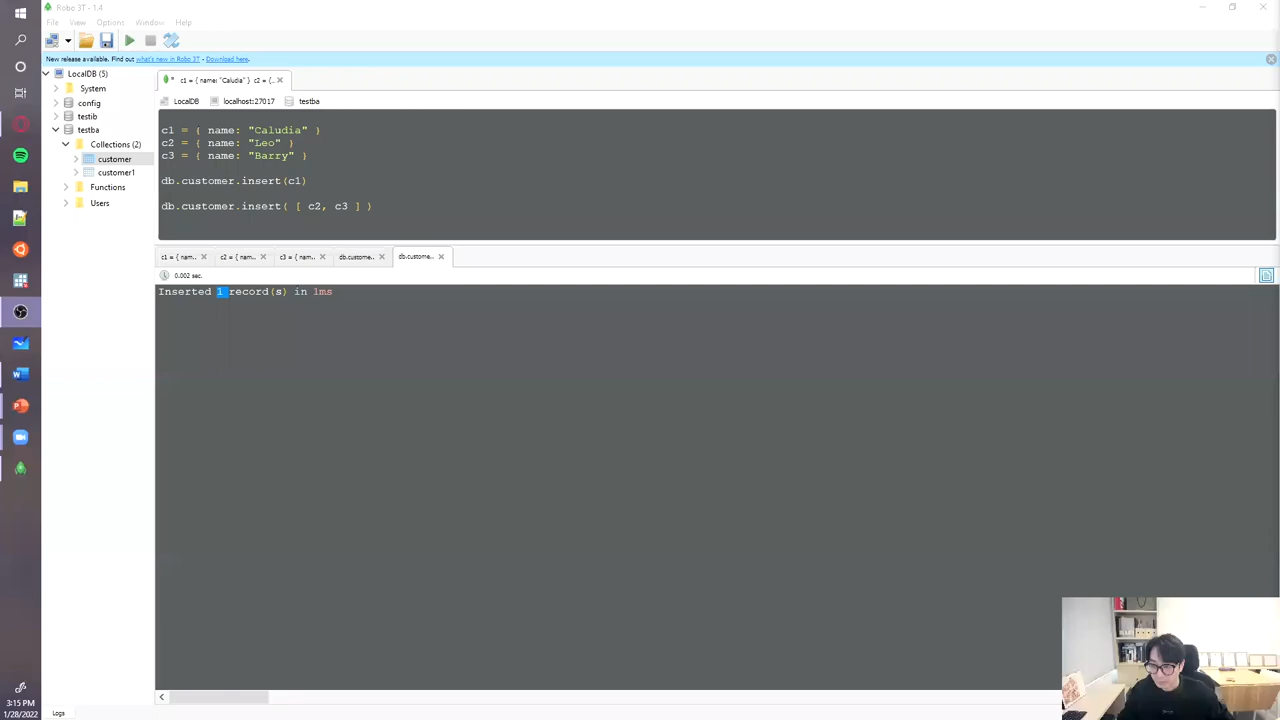 Robo 3T - 1.4
File View Options Window Help
New release available. Find out what's new in Robo 3T - Download here.
LocalDB (5)
System
config
testib
testba
Collections (2)
customer
customer1
Functions
Users
c1 = { name: "Caludia" } c2 = {...
LocalDB localhost:27017 testba
c1 = { name: "Caludia" }
c2 = { name: "Leo" }
c3 = { name: "Barry" }
db.customer.insert(c1)
db.customer.insert( [ c2, c3 ] )
c1 = { nam.. c2 = { nam.. c3 = { nam.. db.custome.. db.custome..
0.002 sec.
Inserted 1 record(s) in 1ms
3:15 PM
1/28/2022
Logs